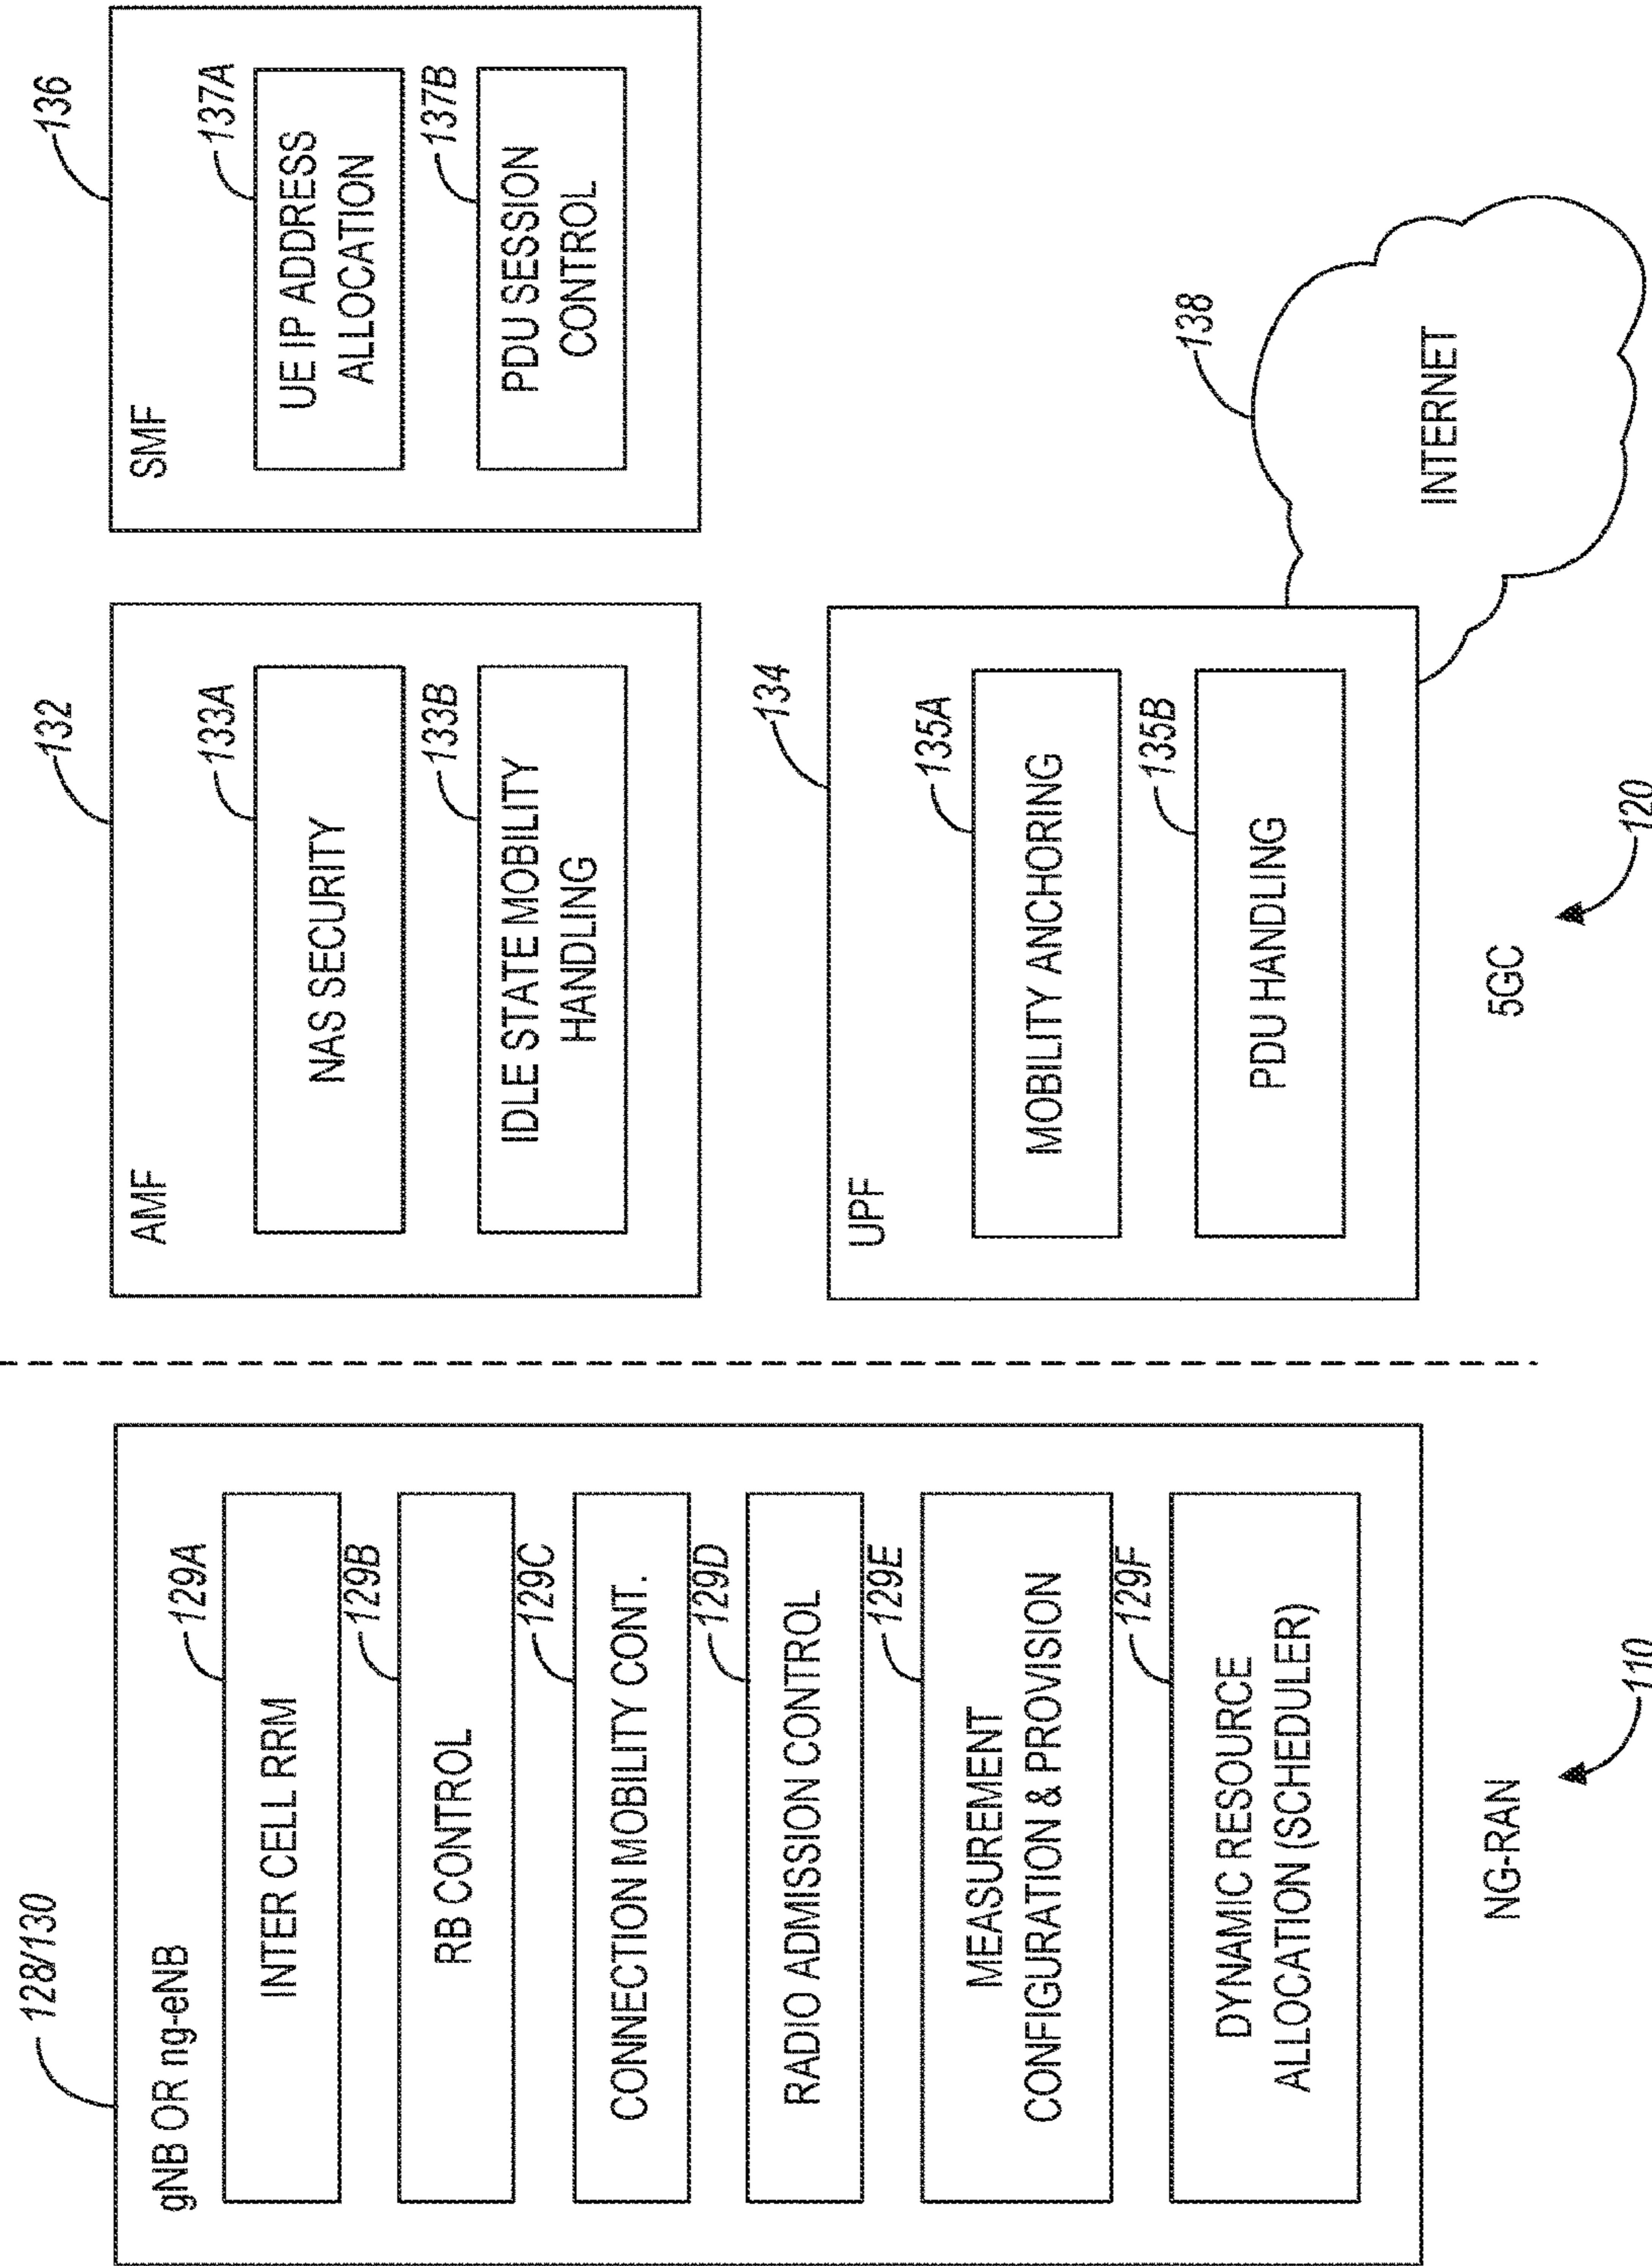 128/130
gNB OR ng-eNB
129A
INTER CELL RRM
129B
RB CONTROL
129C
CONNECTION MOBILITY CONT.
129D
RADIO ADMISSION CONTROL
129E
MEASUREMENT
CONFIGURATION & PROVISION
129F
DYNAMIC RESOURCE
ALLOCATION (SCHEDULER)
NG-RAN
110
132
AMF
133A
NAS SECURITY
133B
IDLE STATE MOBILITY
HANDLING
136
SMF
137A
UE IP ADDRESS
ALLOCATION
137B
PDU SESSION
CONTROL
134
UPF
135A
MOBILITY ANCHORING
135B
PDU HANDLING
138
INTERNET
5GC
120